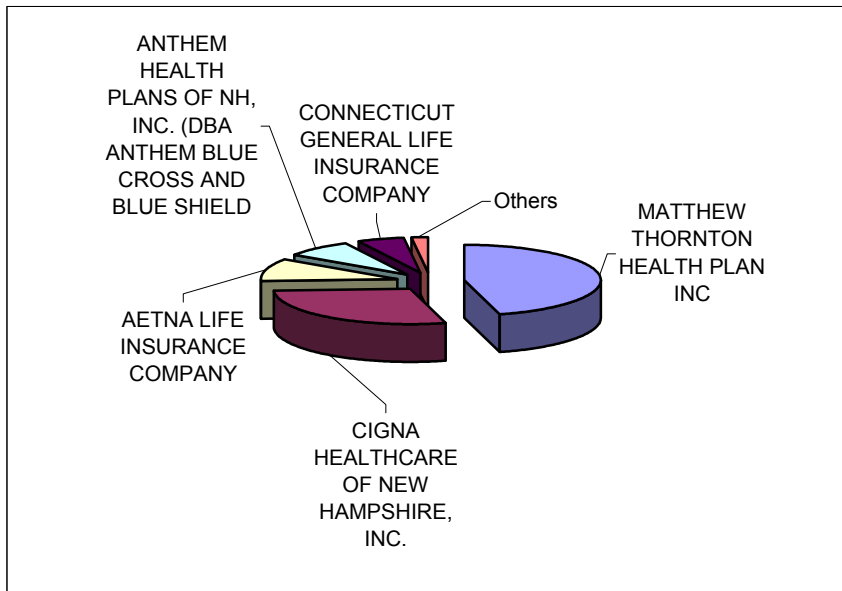 ANTHEM
HEALTH
PLANS OF NH,
INC. (DBA
ANTHEM BLUE
CROSS AND
BLUE SHIELD
CONNECTICUT
GENERAL LIFE
INSURANCE
COMPANY
Others
MATTHEW
THORNTON
HEALTH PLAN
INC
AETNA LIFE
INSURANCE
COMPANY
CIGNA
HEALTHCARE
OF NEW
HAMPSHIRE,
INC.